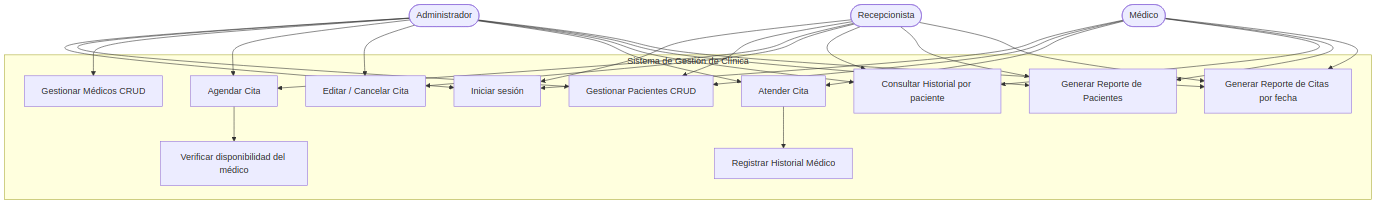 Administrador
Recepcionista
Médico
Sistema de Gestión de Clínica
Gestionar Médicos CRUD
Agendar Cita
Editar / Cancelar Cita
Iniciar sesión
Gestionar Pacientes CRUD
Atender Cita
Consultar Historial por
paciente
Generar Reporte de
Pacientes
Generar Reporte de Citas
por fecha
Verificar disponibilidad del
médico
Registrar Historial Médico